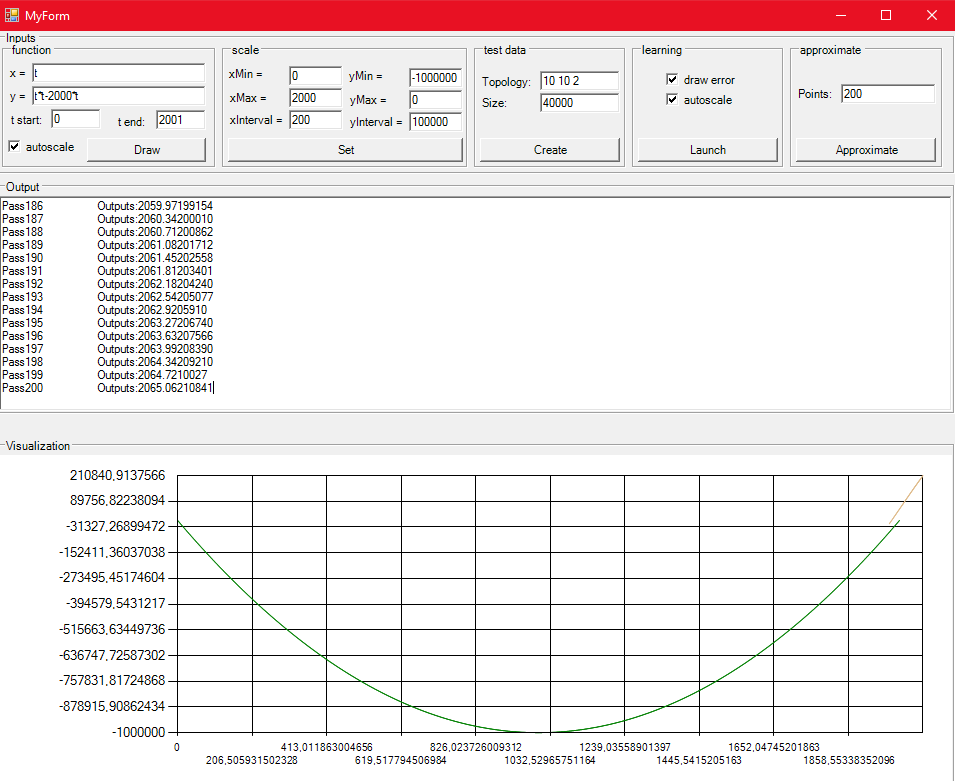 MyForm
Inputs
function
x = t
y = t*t-2000*t
t start: 0 t end: 2001
autoscale Draw
scale
xMin = 0 yMin = -1000000
xMax = 2000 yMax = 0
xInterval = 200 yInterval = 100000
Set
test data
Topology: 10 10 2
Size: 40000
Create
learning
draw error
autoscale
Launch
approximate
Points: 200
Approximate
Output
Pass186 Outputs:2059.97199154
Pass187 Outputs:2060.34200010
Pass188 Outputs:2060.71200862
Pass189 Outputs:2061.08201712
Pass190 Outputs:2061.45202558
Pass191 Outputs:2061.81203401
Pass192 Outputs:2062.18204240
Pass193 Outputs:2062.54205077
Pass194 Outputs:2062.9205910
Pass195 Outputs:2063.27206740
Pass196 Outputs:2063.63207566
Pass197 Outputs:2063.99208390
Pass198 Outputs:2064.34209210
Pass199 Outputs:2064.7210027
Pass200 Outputs:2065.06210841
Visualization
210840,9137566
89756,82238094
-31327,26899472
-152411,36037038
-273495,45174604
-394579,5431217
-515663,63449736
-636747,72587302
-757831,81724868
-878915,90862434
-1000000
0 413,011863004656 826,023726009312 1239,03558901397 1652,04745201863
206,505931502328 619,517794506984 1032,52965751164 1445,5415205163 1858,55338352096